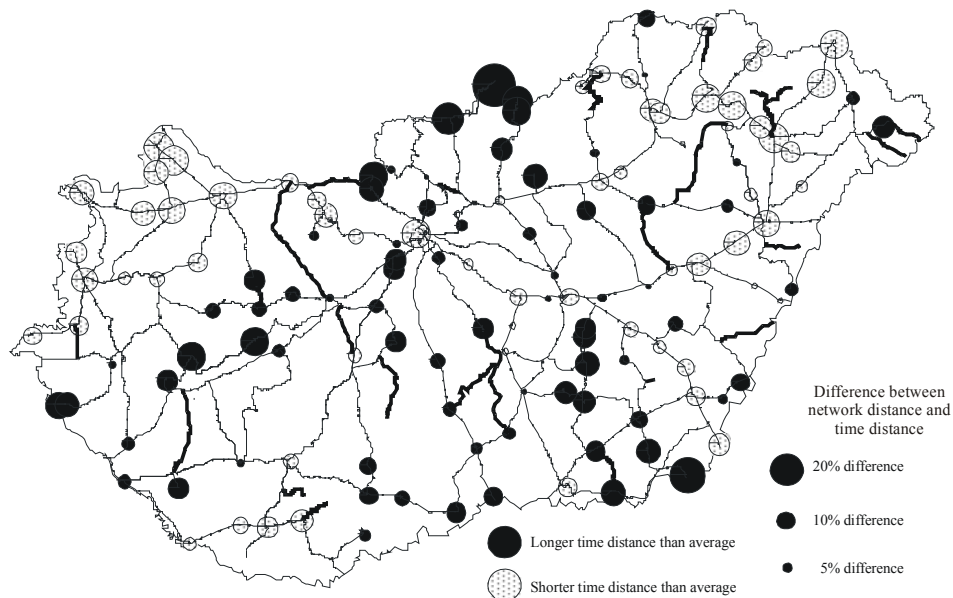 Difference between
network distance and
time distance
20% difference
10% difference
5% difference
Longer time distance than average
Shorter time distance than average